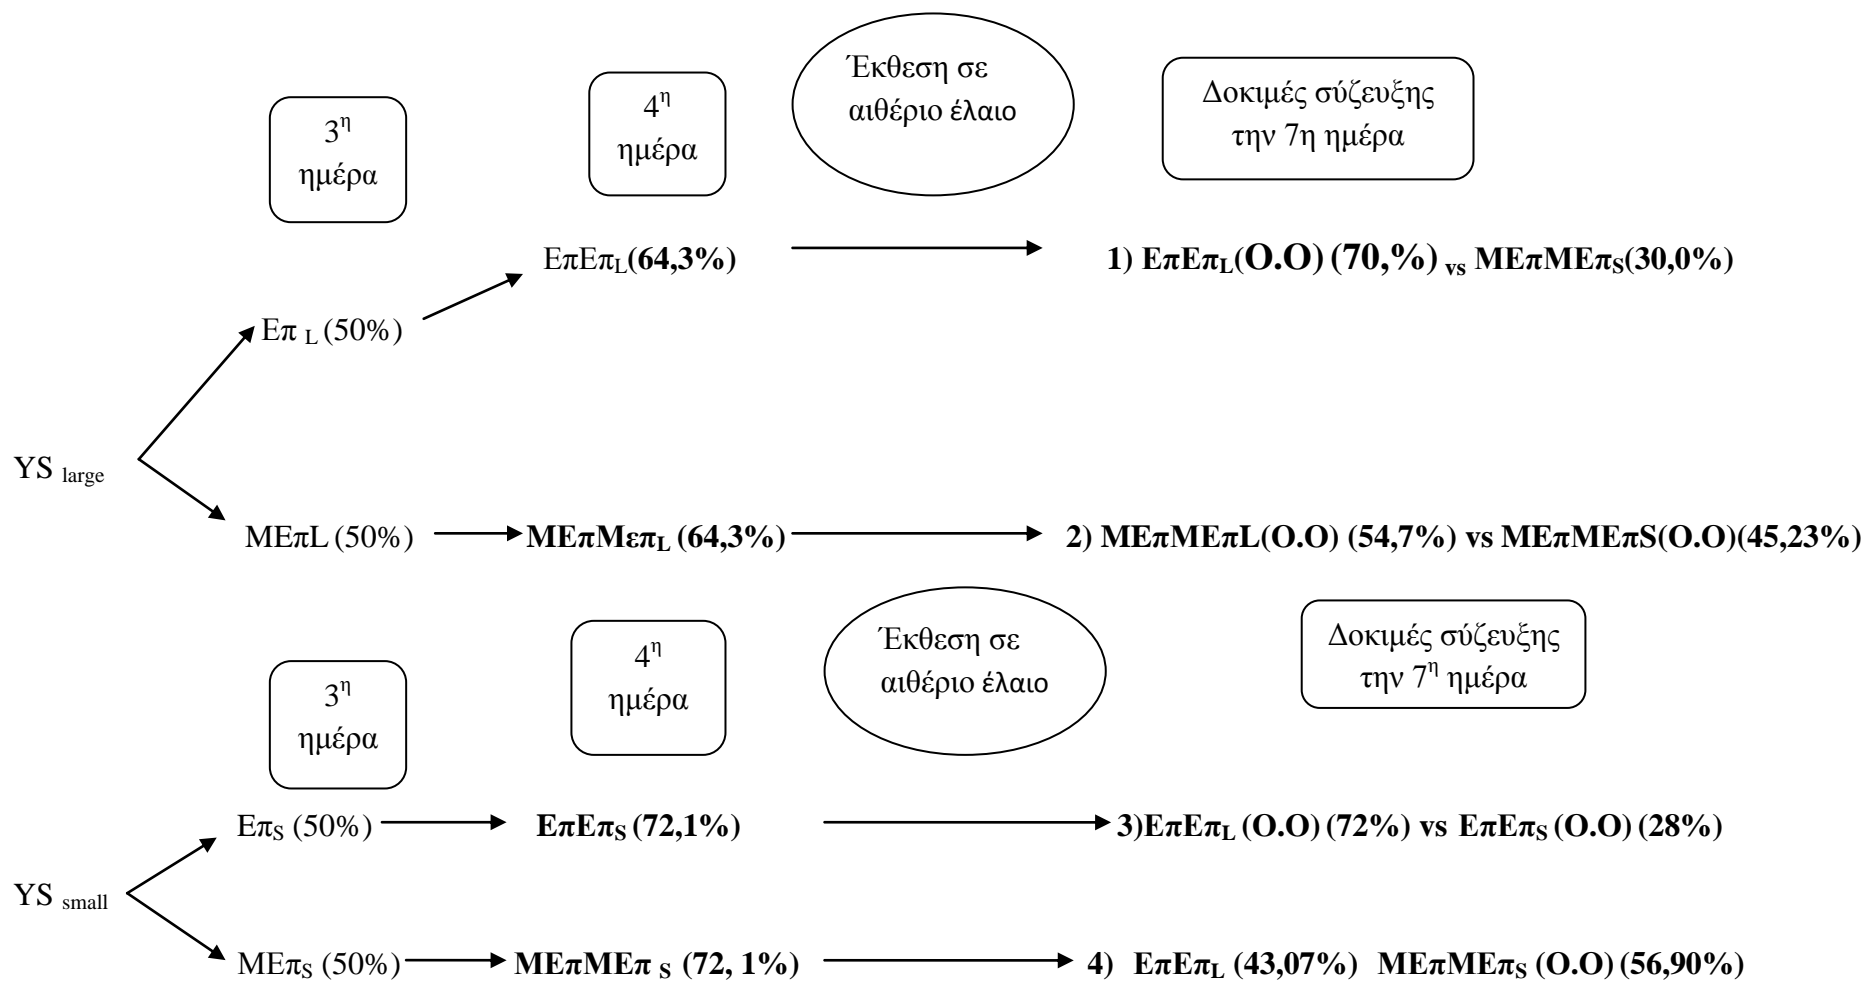 3η
ημέρα
4η
ημέρα
Έκθεση σε
αιθέριο έλαιο
Δοκιμές σύζευξης
την 7η ημέρα
ΕπΕπL(64,3%)
1) ΕπΕπL(Ο.Ο) (70,%) vs ΜΕπΜΕπS(30,0%)
Επ L (50%)
YS large
ΜΕπL (50%)
ΜΕπΜεπL (64,3%)
2) ΜΕπΜΕπL(Ο.Ο) (54,7%) vs ΜΕπΜΕπS(Ο.Ο)(45,23%)
3η
ημέρα
4η
ημέρα
Έκθεση σε
αιθέριο έλαιο
Δοκιμές σύζευξης
την 7η ημέρα
ΕπS (50%)
ΕπΕπS (72,1%)
3)ΕπΕπL (Ο.Ο) (72%) vs ΕπΕπS (Ο.Ο) (28%)
YS small
ΜΕπS (50%)
ΜΕπΜΕπ S (72, 1%)
4) ΕπΕπL (43,07%) ΜΕπΜΕπS (Ο.Ο) (56,90%)